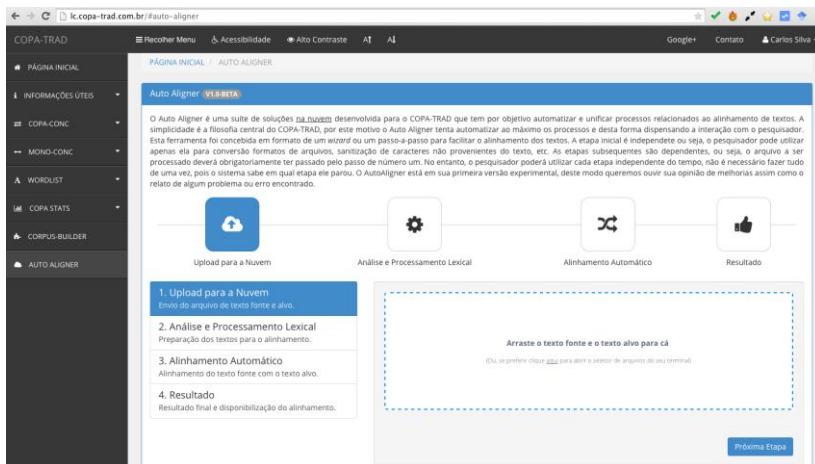 lc.copa-trad.com.br/#auto-aligner
COPA-TRAD
Recolher Menu Acessibilidade Alto Contraste A A Google+ Contato Carlos Silva
PÁGINA INICIAL
INFORMAÇÕES ÚTEIS
COPA-CONC
MONO-CONC
WORDLIST
COPA STATS
CORPUS-BUILDER
AUTO ALIGNER
PÁGINA INICIAL / AUTO ALIGNER
Auto Aligner V1.0-BETA
O Auto Aligner é uma suíte de soluções na nuvem desenvolvida para o COPA-TRAD que tem por objetivo automatizar e unificar processos relacionados ao alinhamento de textos. A
simplicidade é a filosofia central do COPA-TRAD, por este motivo o Auto Aligner tenta automatizar ao máximo os processos e desta forma dispensando a interação com o pesquisador.
Esta ferramenta foi concebida em formato de um wizard ou um passo-a-passo para facilitar o alinhamento dos textos. A etapa inicial é independete ou seja, o pesquisador pode utilizar
apenas ela para conversão formatos de arquivos, sanitização de caracteres não provenientes do texto, etc. As etapas subsequentes são dependentes, ou seja, o arquivo a ser
processado deverá obrigatoriamente ter passado pelo passo de número um. No entanto, o pesquisador poderá utilizar cada etapa independente do tempo, não é necessário fazer tudo
de uma vez, pois o sistema sabe em qual etapa ele parou. O AutoAligner está em sua primeira versão experimental, deste modo queremos ouvir sua opinião de melhorias assim como o
relato de algum problema ou erro encontrado.
Upload para a Nuvem
Análise e Processamento Lexical
Alinhamento Automático
Resultado
1. Upload para a Nuvem
Envio do arquivo de texto fonte e alvo.
2. Análise e Processamento Lexical
Preparação dos textos para o alinhamento.
3. Alinhamento Automático
Alinhamento do texto fonte com o texto alvo.
4. Resultado
Resultado final e disponibilização do alinhamento.
Arraste o texto fonte e o texto alvo para cá
(Ou, se preferir clique aqui para abrir o seletor de arquivos do seu terminal)
Próxima Etapa